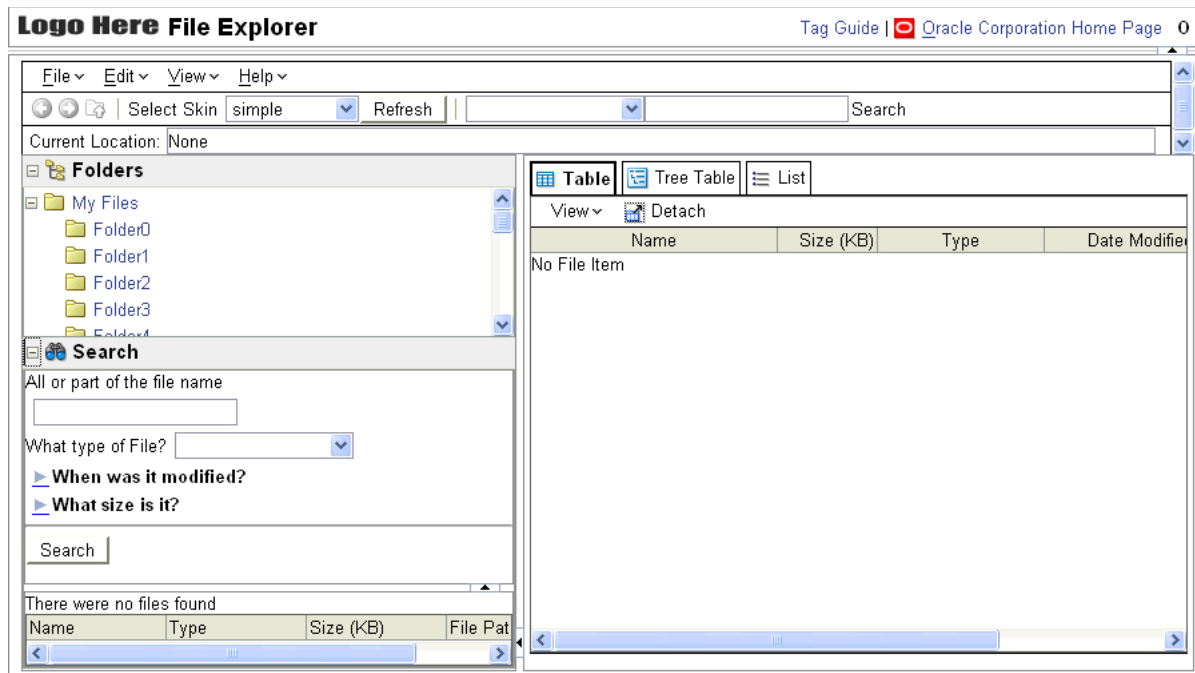 Logo Here File Explorer
Tag Guide | Oracle Corporation Home Page 0
File Edit View Help
Select Skin simple Refresh Search
Current Location: None
Folders
My Files
Folder0
Folder1
Folder2
Folder3
Folder4
Search
All or part of the file name
What type of File?
When was it modified?
What size is it?
Search
There were no files found
Name Type Size (KB) File Pat
Table Tree Table List
View Detach
Name Size (KB) Type Date Modified
No File Item